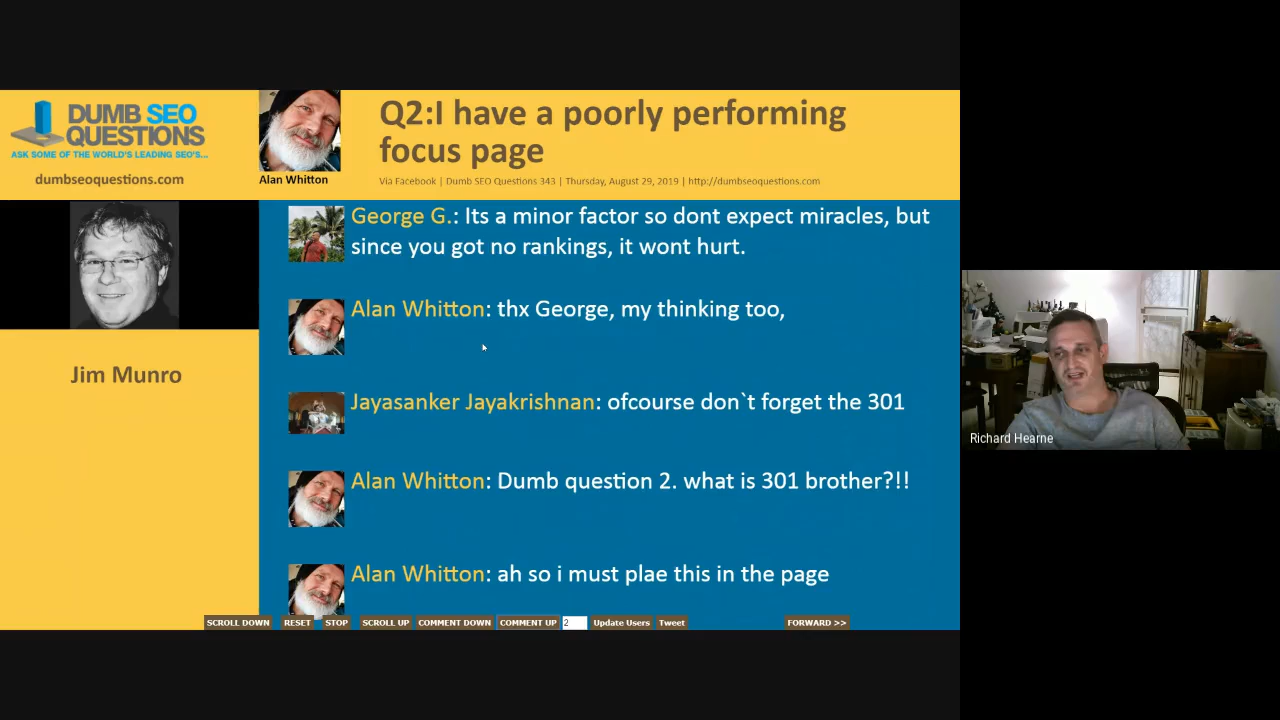 DUMB SEO
QUESTIONS
ASK SOME OF THE WORLD'S LEADING SEO'S...
dumbseoquestions.com
Alan Whitton
Q2:I have a poorly performing
focus page
Via Facebook | Dumb SEO Questions 343 | Thursday, August 29, 2019 | http://dumbseoquestions.com
Jim Munro
George G.: Its a minor factor so dont expect miracles, but
since you got no rankings, it wont hurt.
Alan Whitton: thx George, my thinking too,
Jayasanker Jayakrishnan: ofcourse don`t forget the 301
Alan Whitton: Dumb question 2. what is 301 brother?!!
Alan Whitton: ah so i must plae this in the page
SCROLL DOWN RESET STOP SCROLL UP COMMENT DOWN COMMENT UP 2 Update Users Tweet FORWARD >>
Richard Hearne